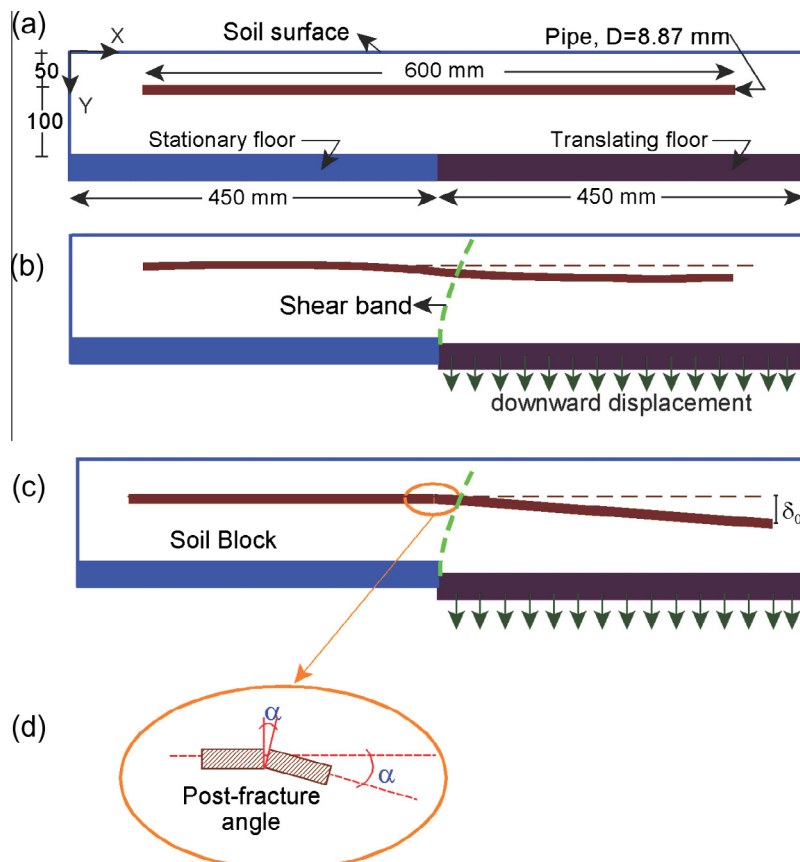 (a)
X
Soil surface
Pipe, D=8.87 mm
50
Y
600 mm
100
Stationary floor
Translating floor
450 mm
450 mm
(b)
Shear band
downward displacement
(c)
δ₀
Soil Block
(d)
α
α
Post-fracture
angle